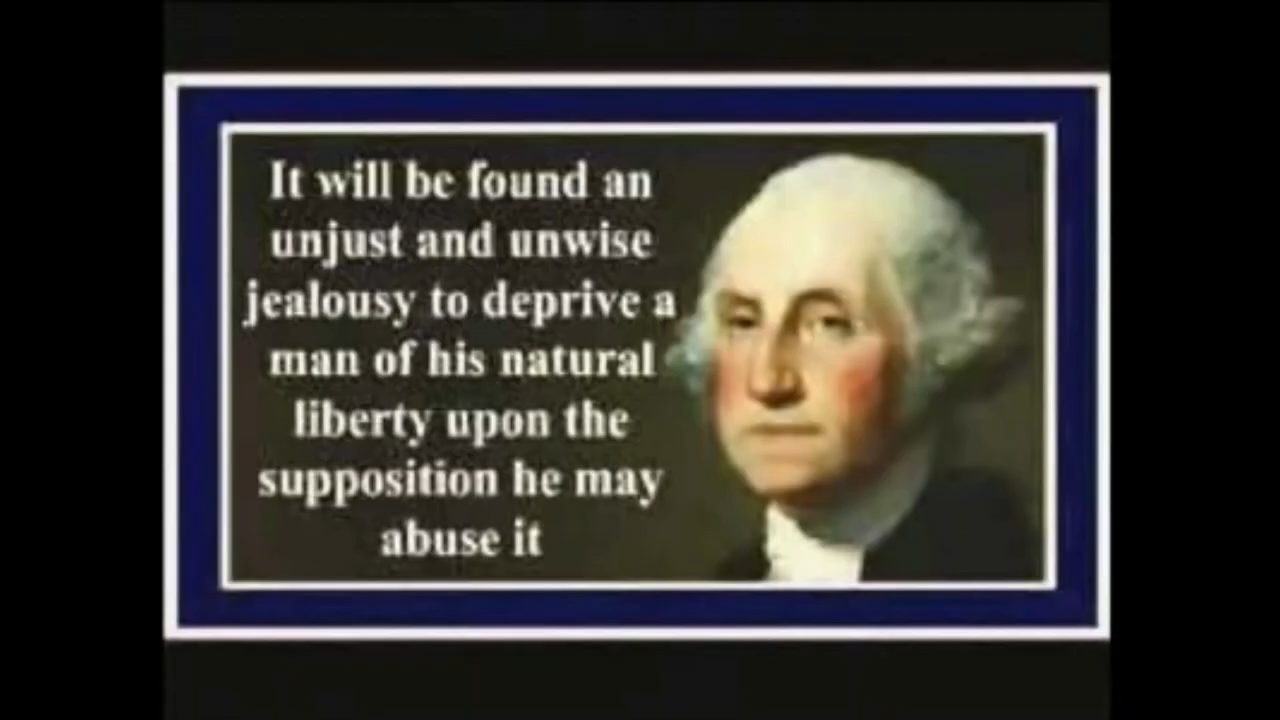 It will be found an
unjust and unwise
jealousy to deprive a
man of his natural
liberty upon the
supposition he may
abuse it